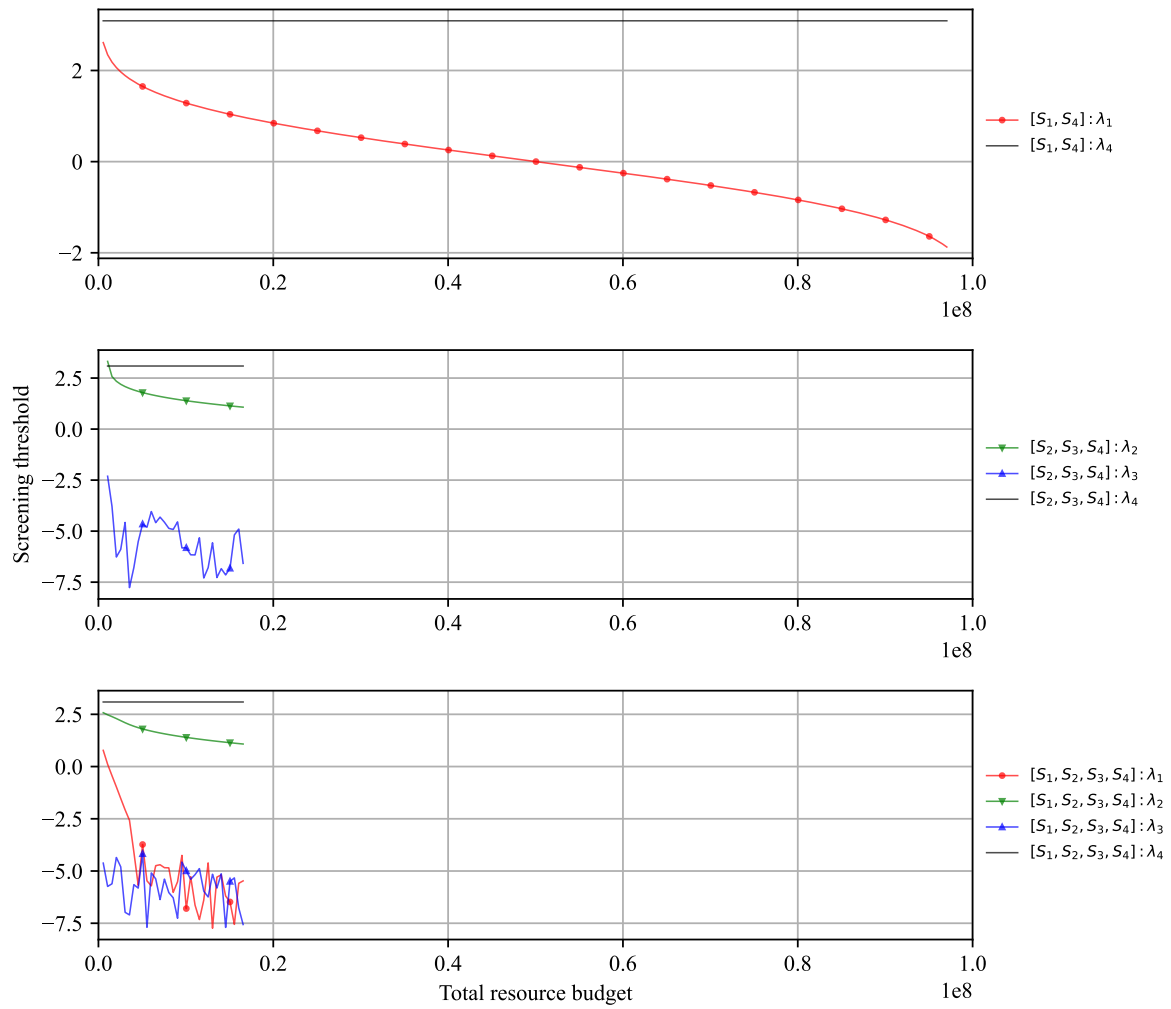 2
0
−2
0.0 0.2 0.4 0.6 0.8 1.0
1e8
[S₁, S₄] : λ₁
[S₁, S₄] : λ₄
Screening threshold
2.5
0.0
−2.5
−5.0
−7.5
0.0 0.2 0.4 0.6 0.8 1.0
1e8
[S₂, S₃, S₄] : λ₂
[S₂, S₃, S₄] : λ₃
[S₂, S₃, S₄] : λ₄
2.5
0.0
−2.5
−5.0
−7.5
0.0 0.2 0.4 0.6 0.8 1.0
1e8
Total resource budget
[S₁, S₂, S₃, S₄] : λ₁
[S₁, S₂, S₃, S₄] : λ₂
[S₁, S₂, S₃, S₄] : λ₃
[S₁, S₂, S₃, S₄] : λ₄